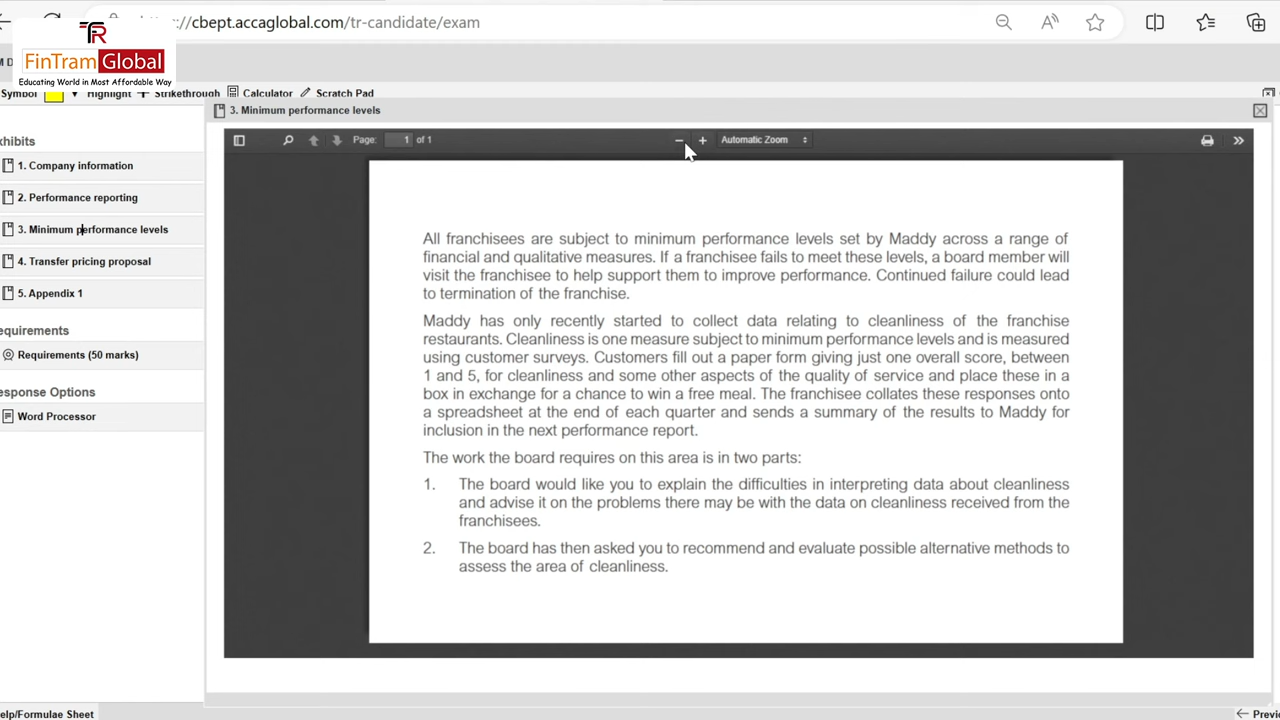 ://cbept.accaglobal.com/tr-candidate/exam
FinTram Global
Educating World in Most Affordable Way
Symbol Highlight Strikethrough Calculator Scratch Pad
3. Minimum performance levels
xhibits
Page: 1 of 1
Automatic Zoom
1. Company information
2. Performance reporting
3. Minimum performance levels
4. Transfer pricing proposal
5. Appendix 1
equirements
Requirements (50 marks)
esponse Options
Word Processor
All franchisees are subject to minimum performance levels set by Maddy across a range of
financial and qualitative measures. If a franchisee fails to meet these levels, a board member will
visit the franchisee to help support them to improve performance. Continued failure could lead
to termination of the franchise.
Maddy has only recently started to collect data relating to cleanliness of the franchise
restaurants. Cleanliness is one measure subject to minimum performance levels and is measured
using customer surveys. Customers fill out a paper form giving just one overall score, between
1 and 5, for cleanliness and some other aspects of the quality of service and place these in a
box in exchange for a chance to win a free meal. The franchisee collates these responses onto
a spreadsheet at the end of each quarter and sends a summary of the results to Maddy for
inclusion in the next performance report.
The work the board requires on this area is in two parts:
1. The board would like you to explain the difficulties in interpreting data about cleanliness
and advise it on the problems there may be with the data on cleanliness received from the
franchisees.
2. The board has then asked you to recommend and evaluate possible alternative methods to
assess the area of cleanliness.
elp/Formulae Sheet
Previo